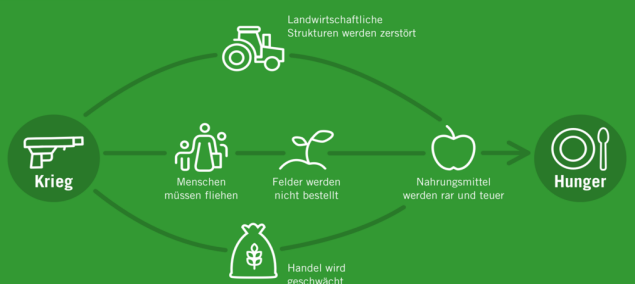 Landwirtschaftliche
Strukturen werden zerstört
Krieg
Menschen
müssen fliehen
Felder werden
nicht bestellt
Nahrungsmittel
werden rar und teuer
Hunger
Handel wird
geschwächt